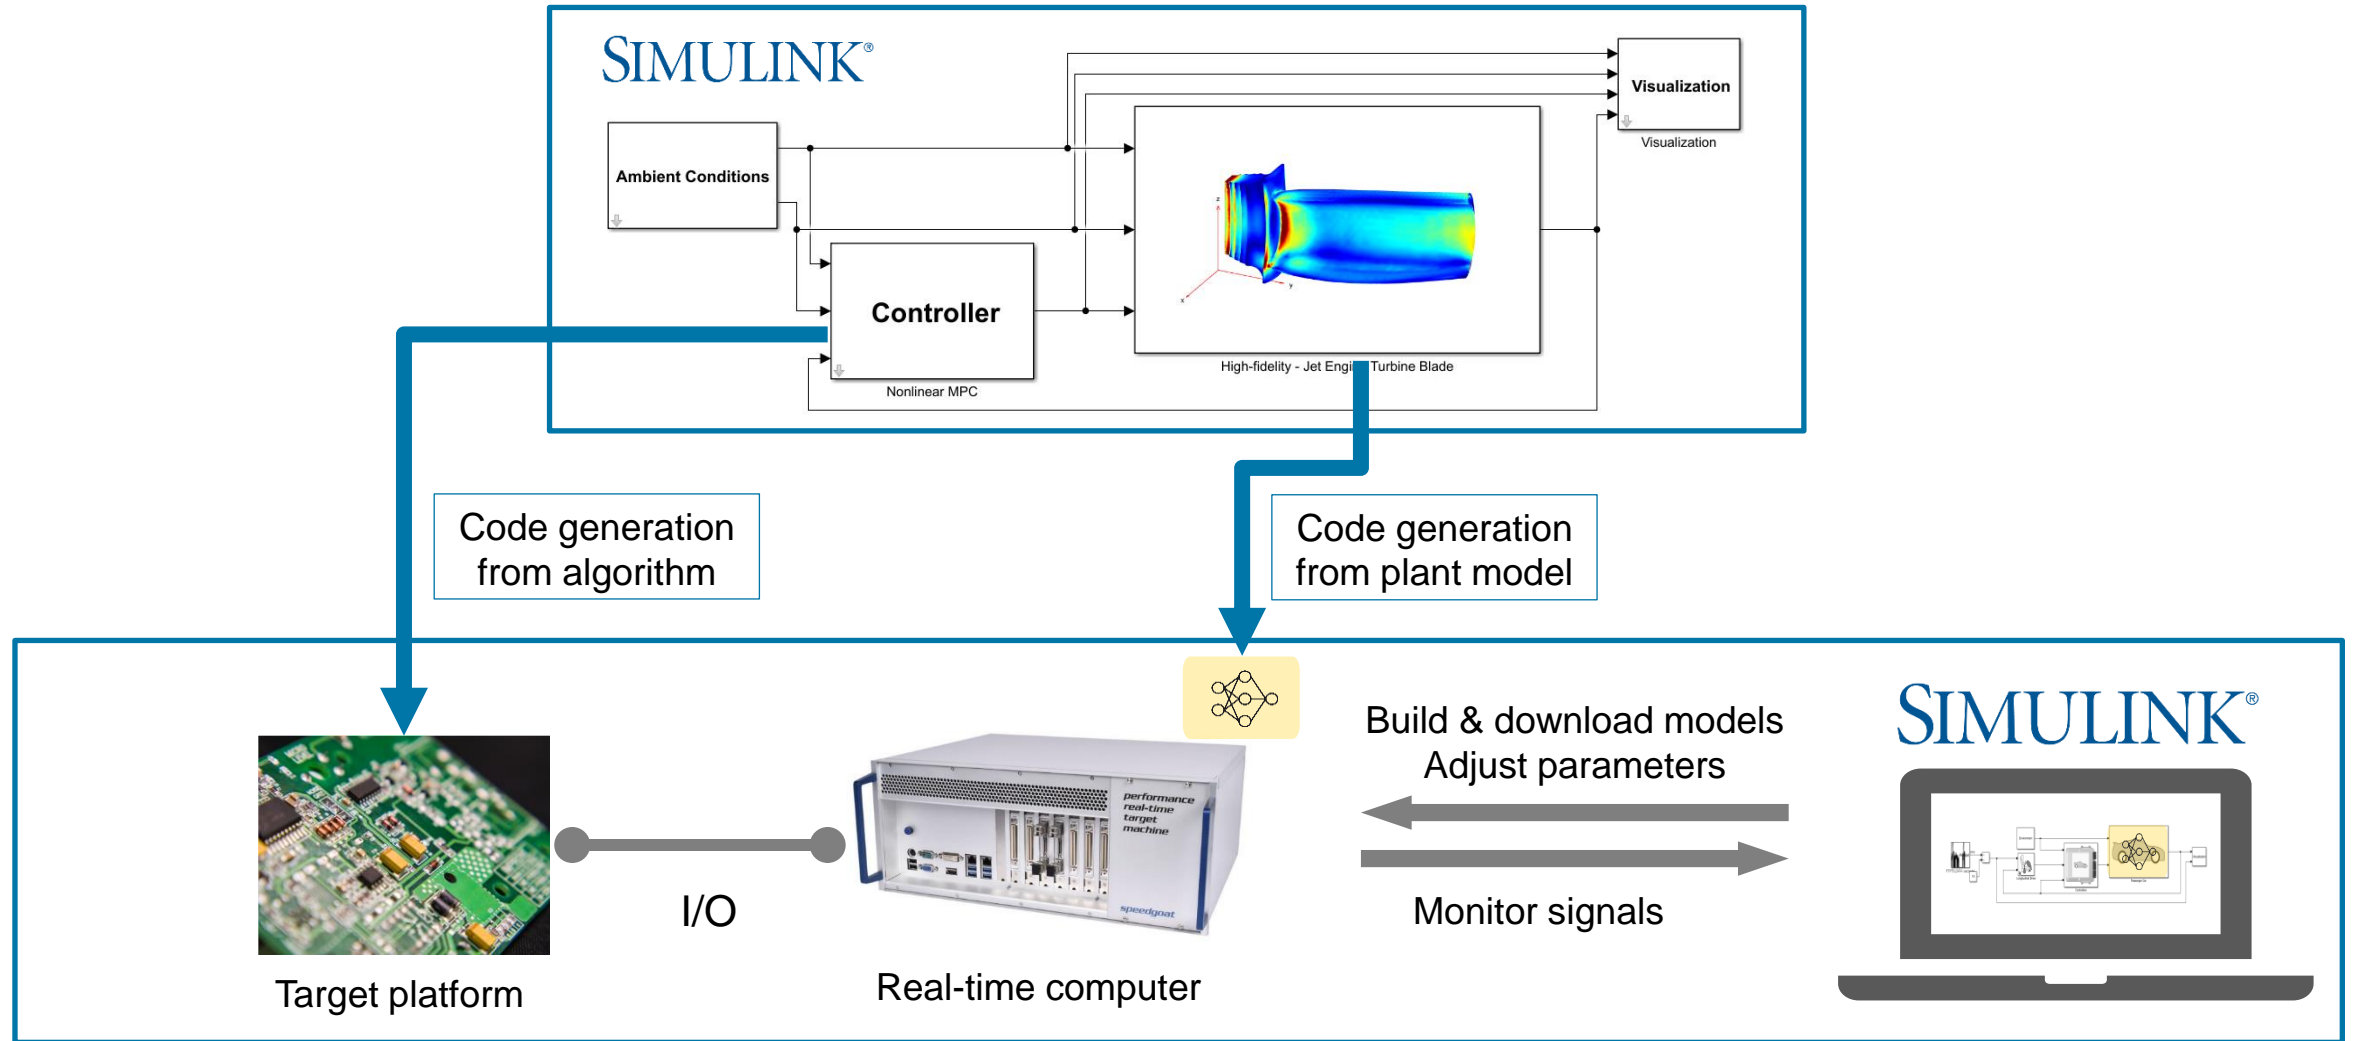 SIMULINK®
Visualization
Visualization
Ambient Conditions
z
y
x
Controller
High-fidelity - Jet Engi Turbine Blade
Nonlinear MPC
Code generation
from algorithm
Code generation
from plant model
Build & download models
Adjust parameters
SIMULINK®
performance
real-time
target
machine
speedgoat
I/O
Monitor signals
Target platform
Real-time computer